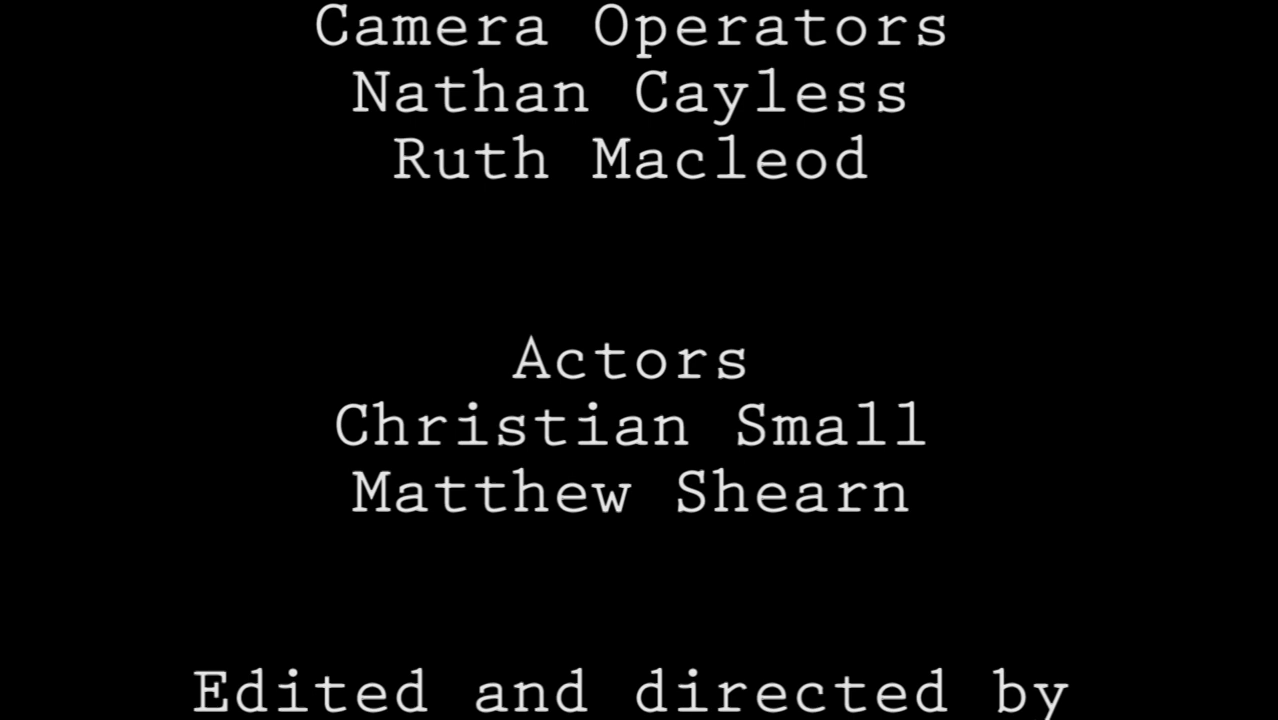 Camera Operators
Nathan Cayless
Ruth Macleod
Actors
Christian Small
Matthew Shearn
Edited and directed by